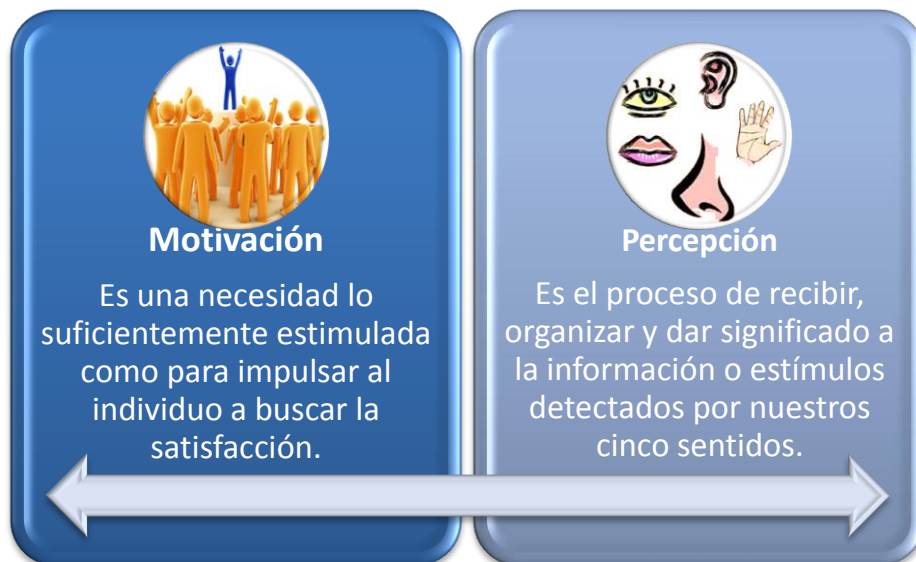 Motivación
Es una necesidad lo
suficientemente estimulada
como para impulsar al
individuo a buscar la
satisfacción.
Percepción
Es el proceso de recibir,
organizar y dar significado a
la información o estímulos
detectados por nuestros
cinco sentidos.